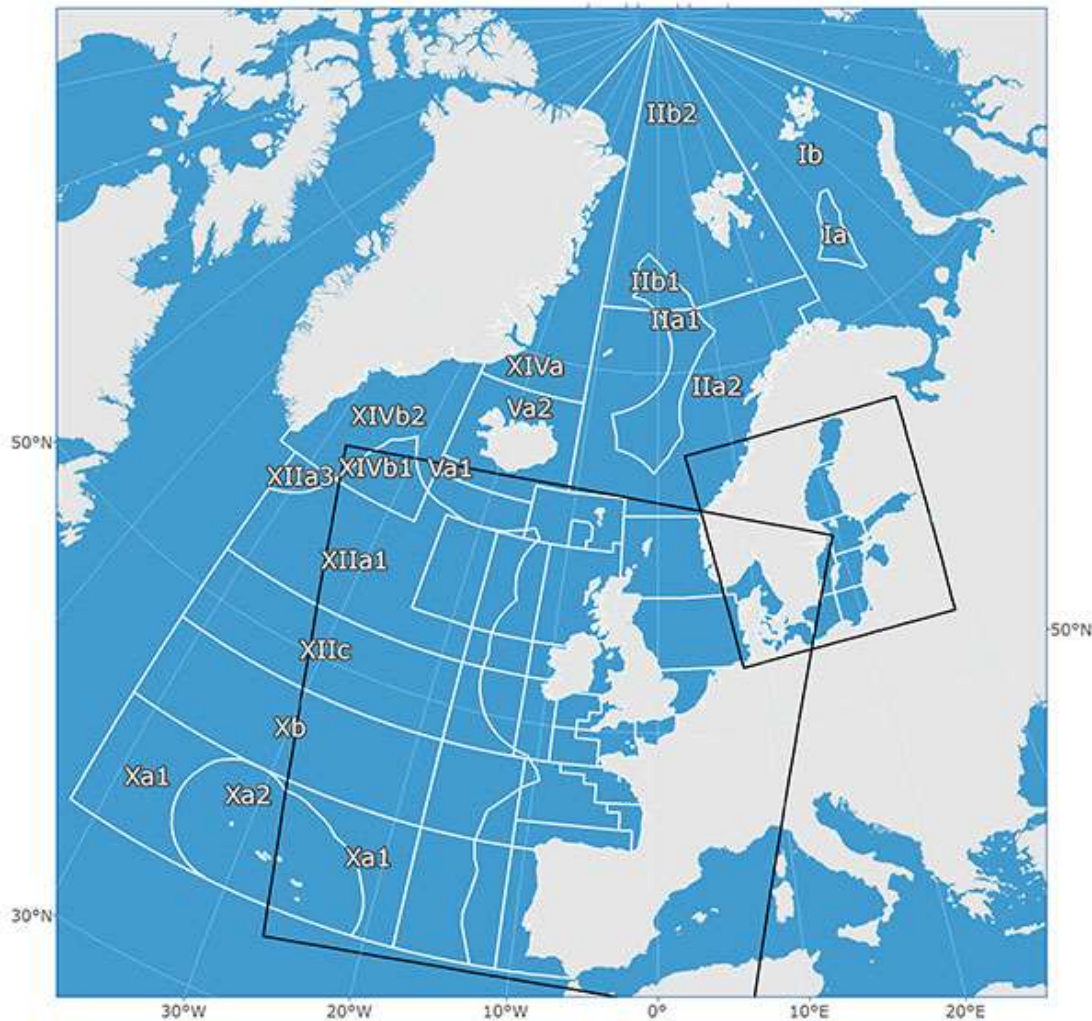 IIb2
Ib
Ia
IIb1
IIa1
XIVa
IIa2
Va2
XIVb2
50°N
XIIa3
XIVb1
Va1
XIIa1
50°N
XIIc
Xb
Xa1
Xa2
Xa1
30°N
30°W
20°W
10°W
0°
10°E
20°E